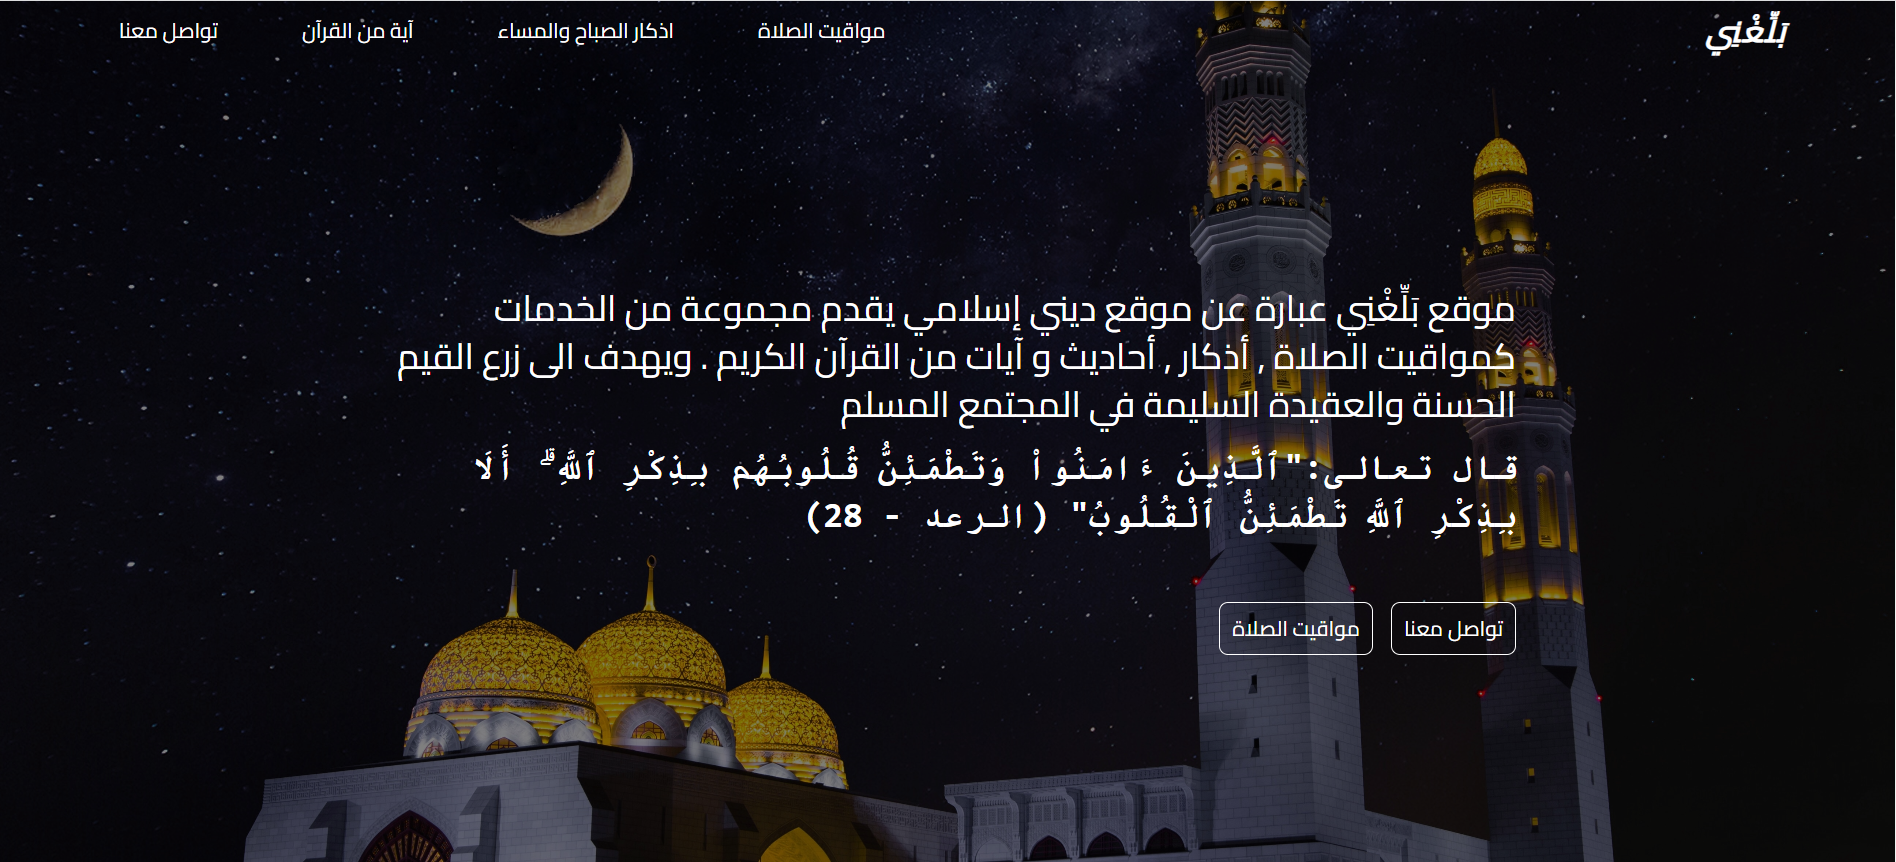 بَلِّغْنِي
مواقيت الصلاة
اذكار الصباح والمساء
آية من القرآن
تواصل معنا
موقع بَلِّغْنِي عبارة عن موقع ديني إسلامي يقدم مجموعة من الخدمات
كمواقيت الصلاة , أذكار , أحاديث و آيات من القرآن الكريم . ويهدف الى زرع القيم
الحسنة والعقيدة السليمة في المجتمع المسلم
قال تعالى:"ٱلَّذِينَ ءَامَنُوا۟ وَتَطْمَئِنُّ قُلُوبُهُم بِذِكْرِ ٱللَّهِ ۗ أَلَا
بِذِكْرِ ٱللَّهِ تَطْمَئِنُّ ٱلْقُلُوبُ" (الرعد - 28)
تواصل معنا
مواقيت الصلاة